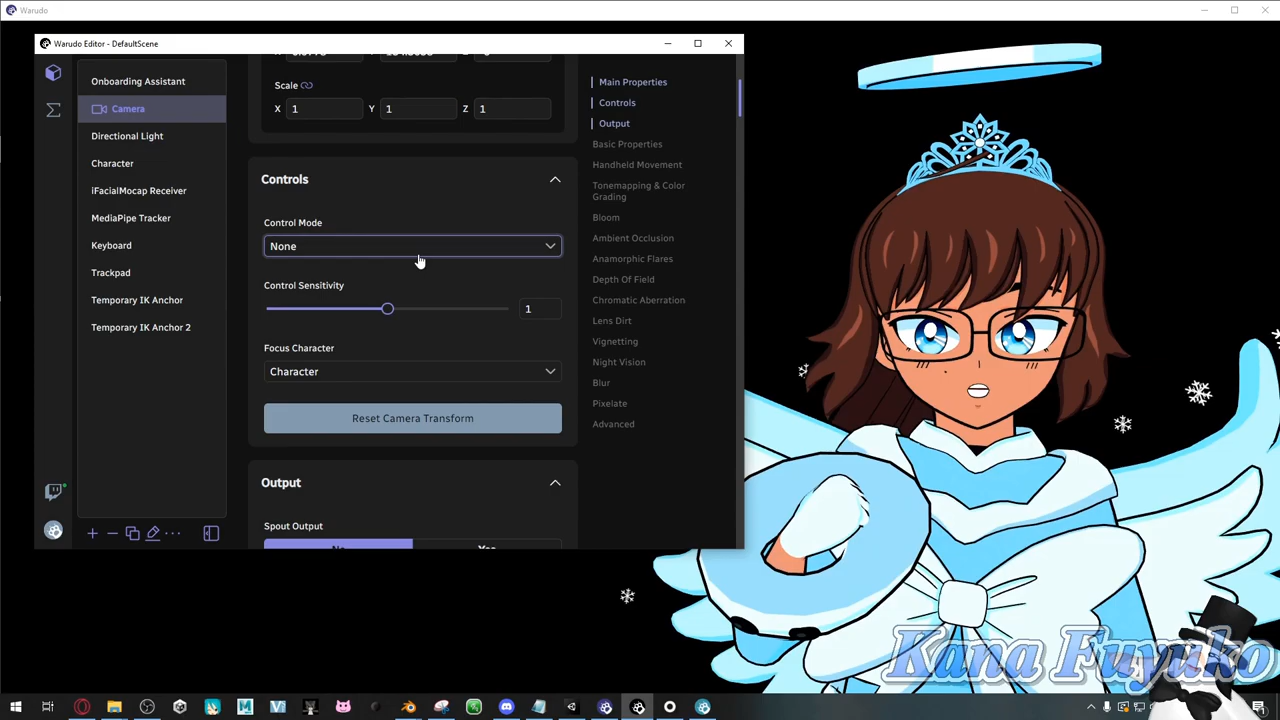 Warudo
Warudo Editor - DefaultScene
Onboarding Assistant
Camera
Directional Light
Character
iFacialMocap Receiver
MediaPipe Tracker
Keyboard
Trackpad
Temporary IK Anchor
Temporary IK Anchor 2
Scale
X 1 Y 1 Z 1
Controls
Control Mode
None
Control Sensitivity
1
Focus Character
Character
Reset Camera Transform
Output
Spout Output
No Yes
Main Properties
Controls
Output
Basic Properties
Handheld Movement
Tonemapping & Color
Grading
Bloom
Ambient Occlusion
Anamorphic Flares
Depth Of Field
Chromatic Aberration
Lens Dirt
Vignetting
Night Vision
Blur
Pixelate
Advanced
Kana Fuyuko